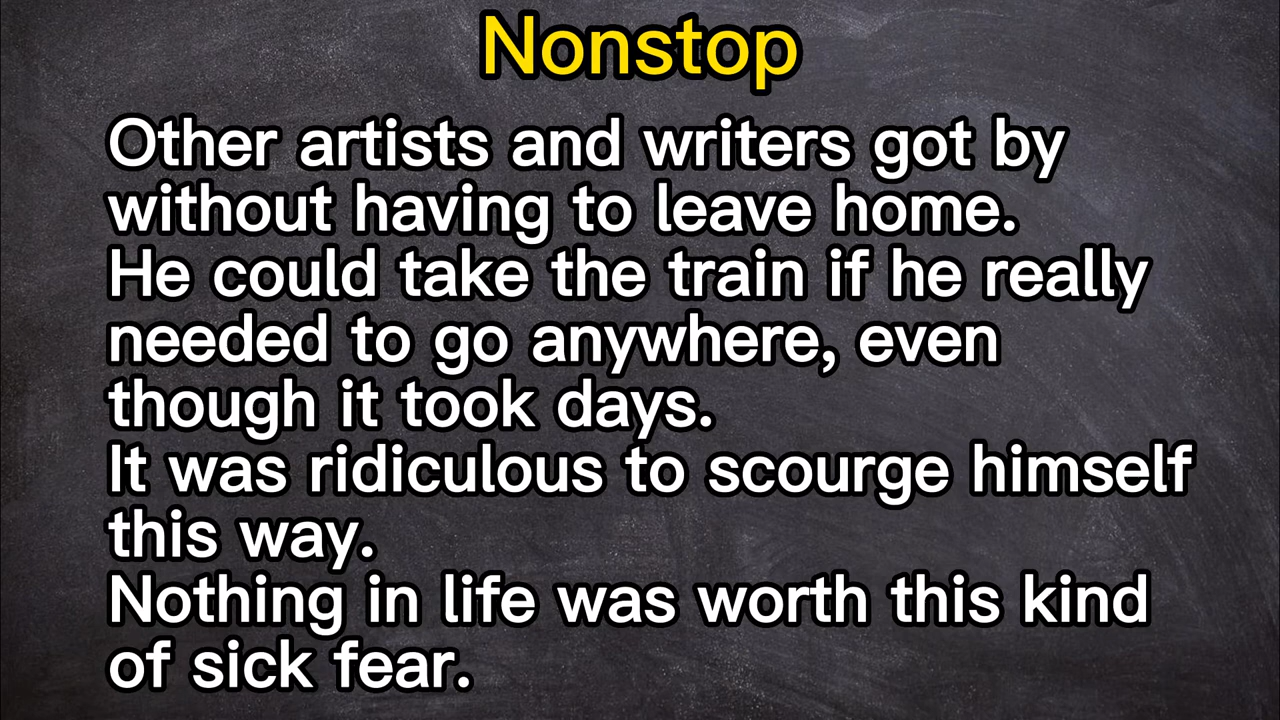 Nonstop
Other artists and writers got by
without having to leave home.
He could take the train if he really
needed to go anywhere, even
though it took days.
It was ridiculous to scourge himself
this way.
Nothing in life was worth this kind
of sick fear.